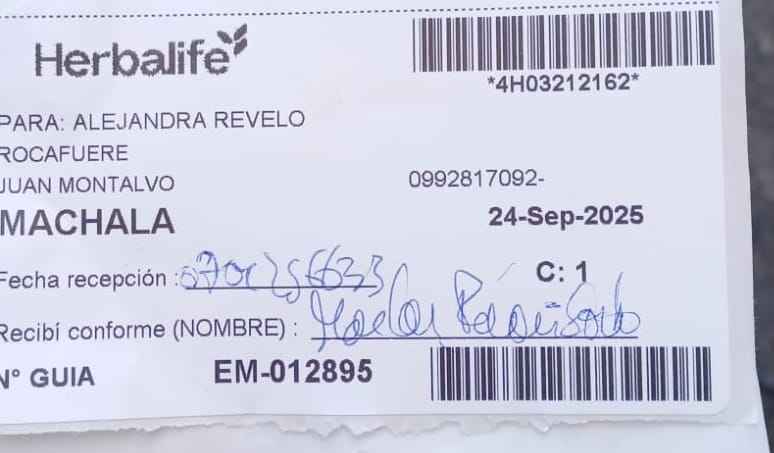 Herbalife
*4H03212162*
PARA: ALEJANDRA REVELO
ROCAFUERE
JUAN MONTALVO 0992817092-
MACHALA 24-Sep-2025
Fecha recepción : C: 1
Recibí conforme (NOMBRE) :
N° GUIA EM-012895